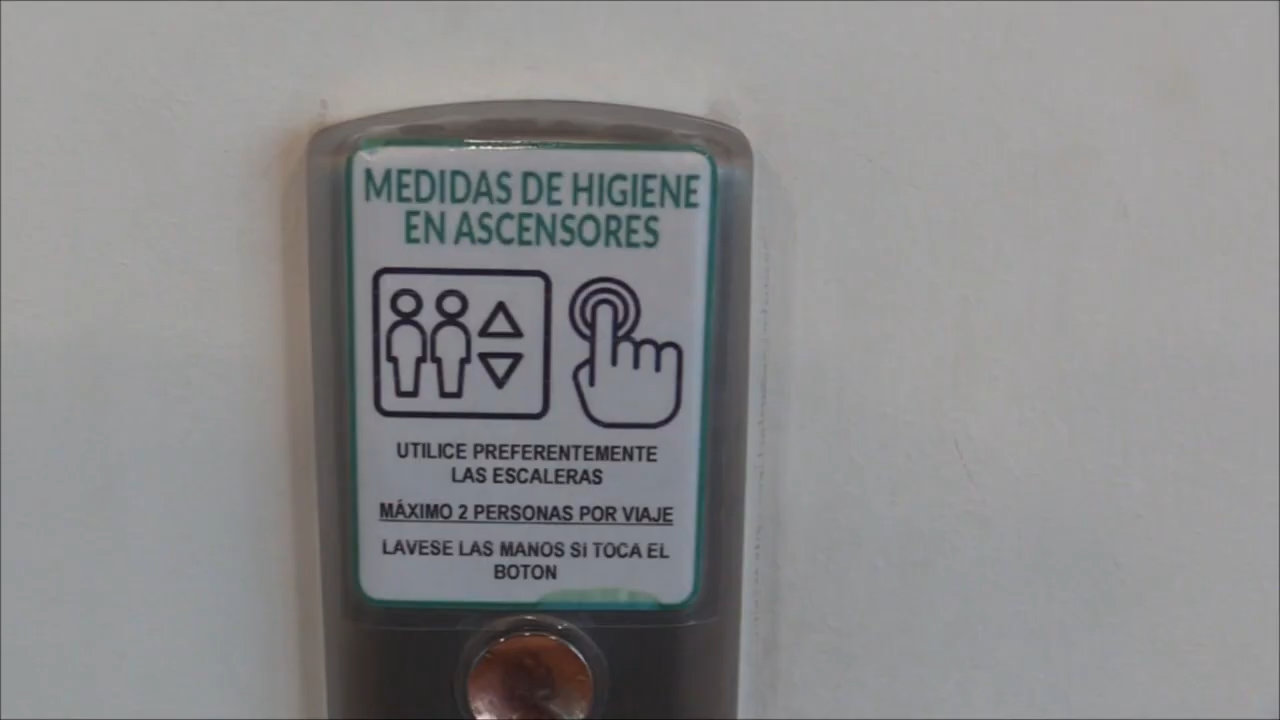 MEDIDAS DE HIGIENE
EN ASCENSORES
UTILICE PREFERENTEMENTE
LAS ESCALERAS
MÁXIMO 2 PERSONAS POR VIAJE
LAVESE LAS MANOS SI TOCA EL
BOTON